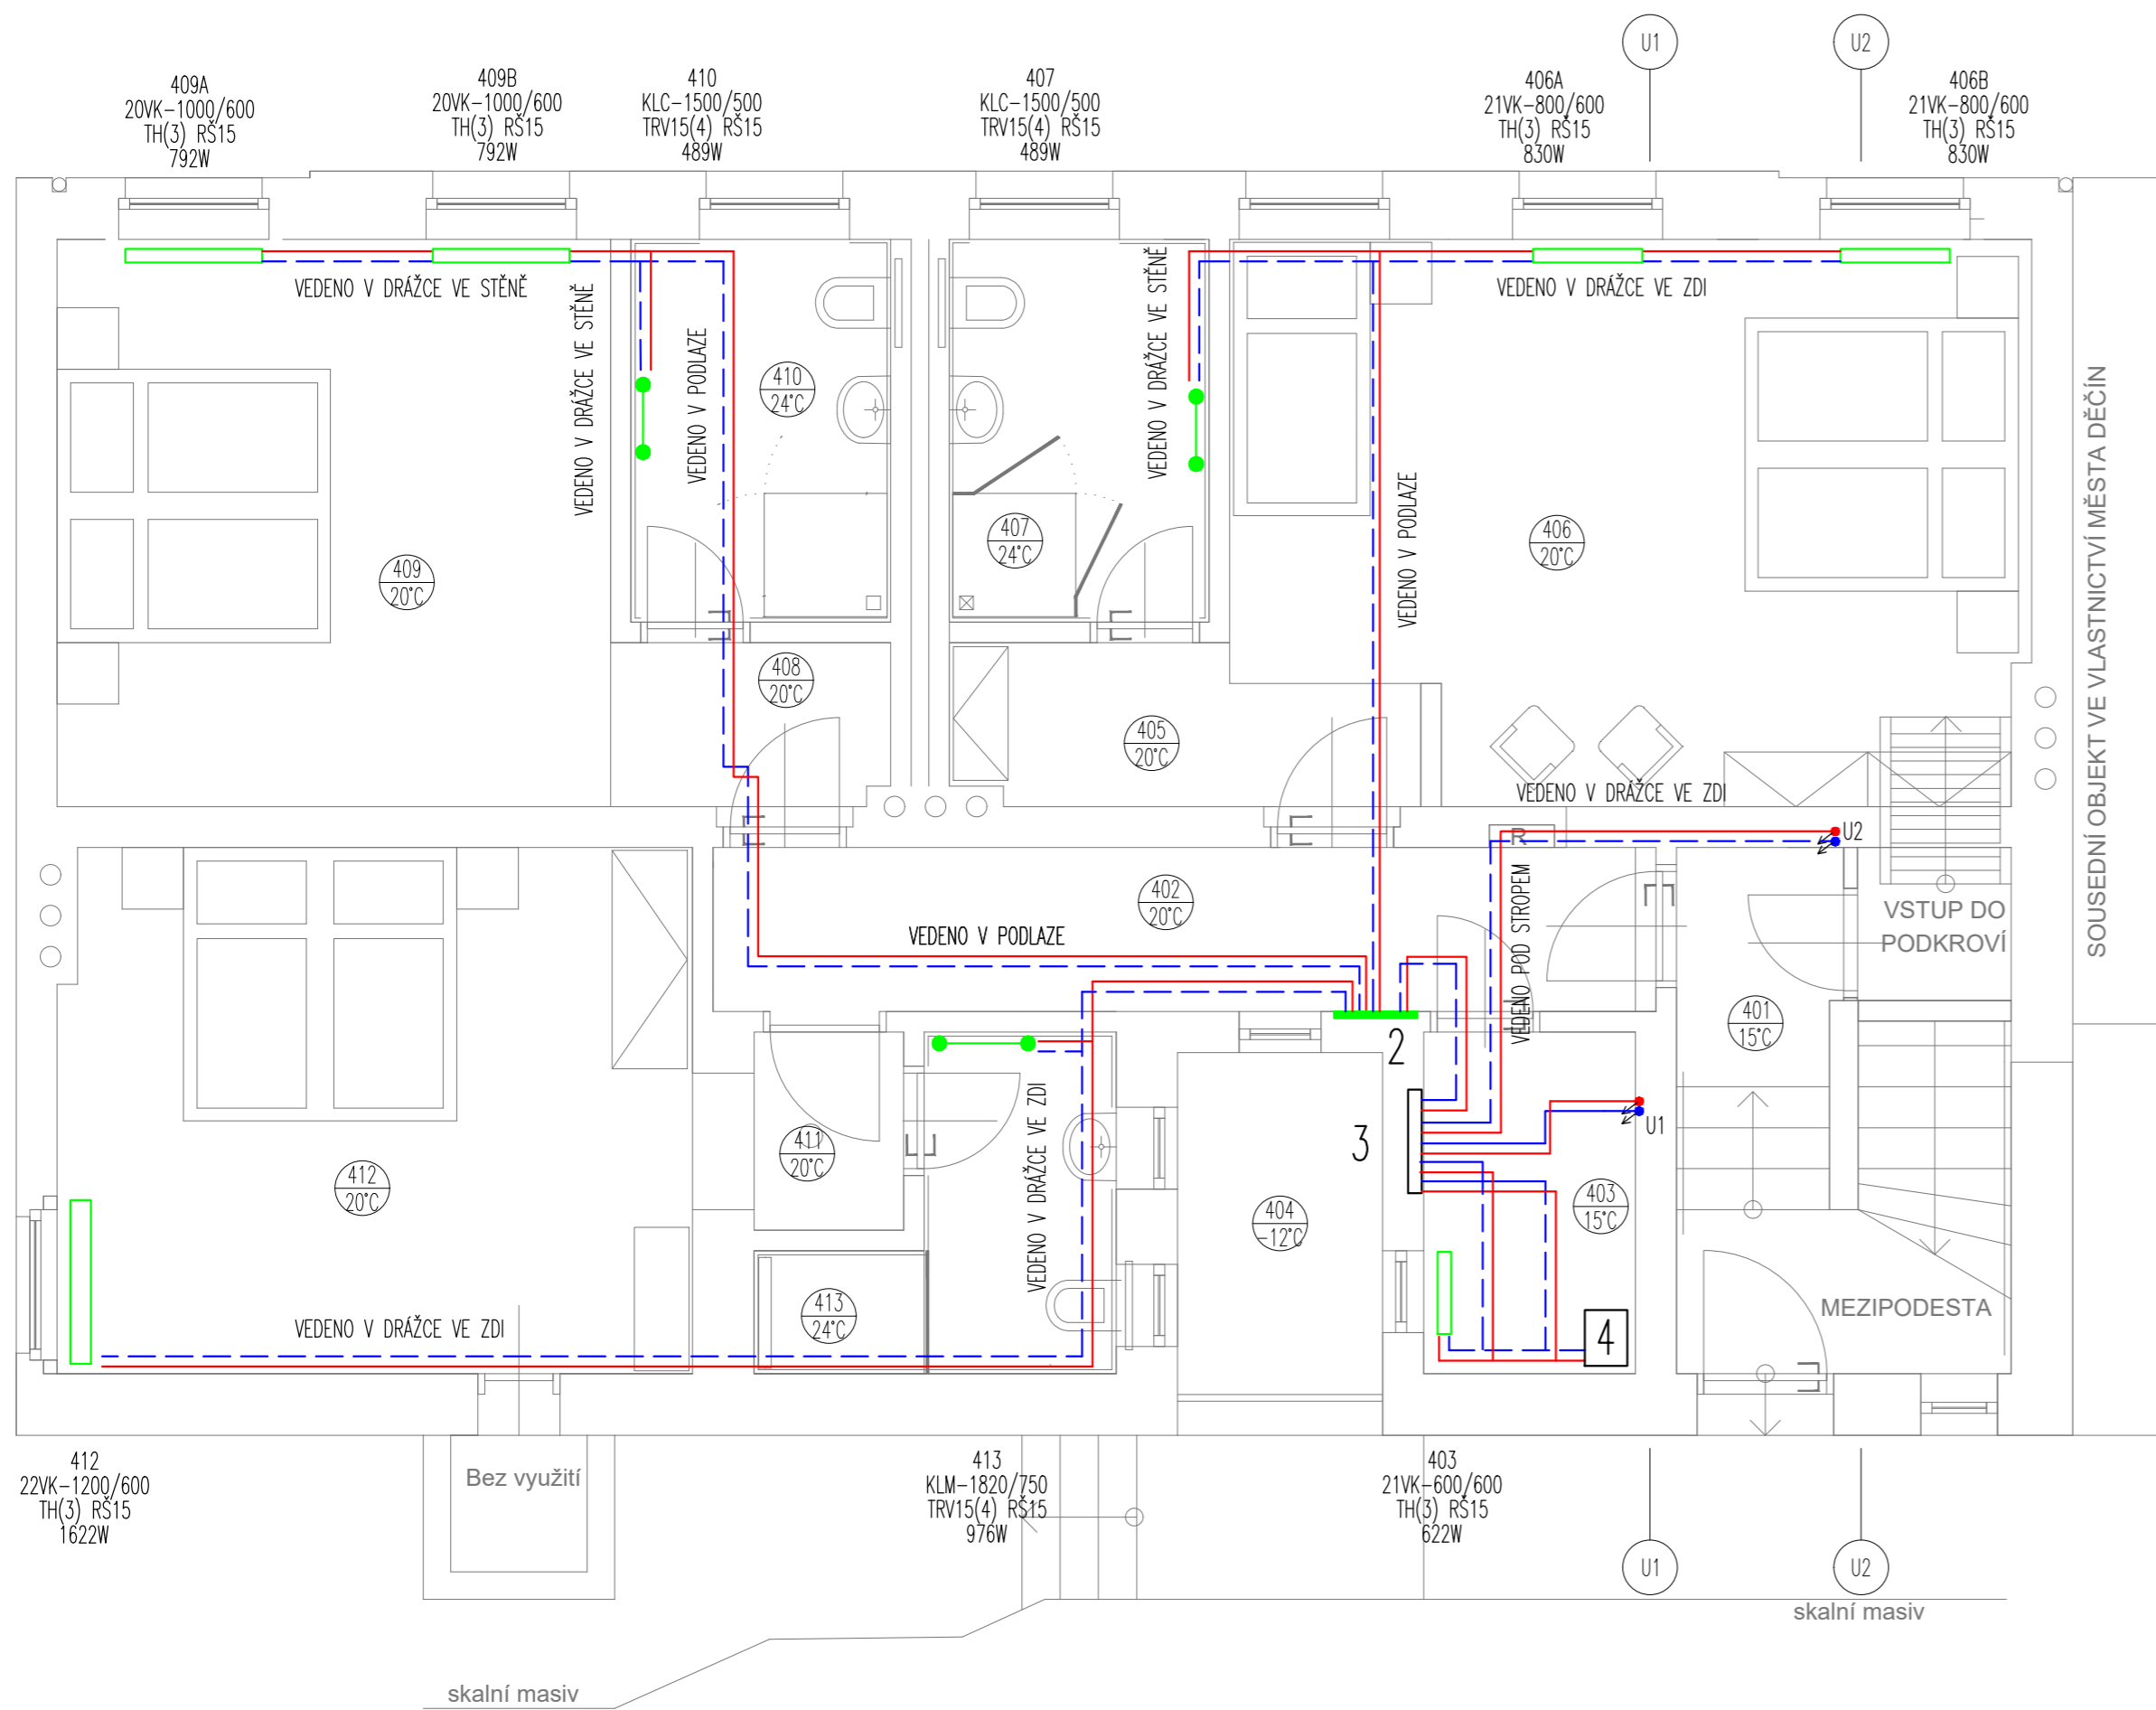 U1
U2
409A
20VK-1000/600
TH(3) RŠ15
792W
409B
20VK-1000/600
TH(3) RŠ15
792W
410
KLC-1500/500
TRV15(4) RŠ15
489W
407
KLC-1500/500
TRV15(4) RŠ15
489W
406A
21VK-800/600
TH(3) RŠ15
830W
406B
21VK-800/600
TH(3) RŠ15
830W
VEDENO V DRÁŽCE VE STĚNĚ
VEDENO V DRÁŽCE VE STĚNĚ
VEDENO V PODLAZE
410
24°C
VEDENO V DRÁŽCE VE STĚNĚ
VEDENO V DRÁŽCE VE ZDI
VEDENO V PODLAZE
407
24°C
406
20°C
409
20°C
408
20°C
405
20°C
SOUSEDNÍ OBJEKT VE VLASTNICTVÍ MĚSTA DĚČÍN
VEDENO V DRÁŽCE VE ZDI
R
U2
402
20°C
VEDENO V PODLAZE
VEDENO POD STROPEM
VSTUP DO
PODKROVÍ
401
15°C
2
3
U1
411
20°C
VEDENO V DRÁŽCE VE ZDI
412
20°C
404
-12°C
403
15°C
413
24°C
4
MEZIPODESTA
VEDENO V DRÁŽCE VE ZDI
412
22VK-1200/600
TH(3) RŠ15
1622W
Bez využití
413
KLM-1820/750
TRV15(4) RŠ15
976W
403
21VK-600/600
TH(3) RŠ15
622W
U1
U2
skalní masiv
skalní masiv